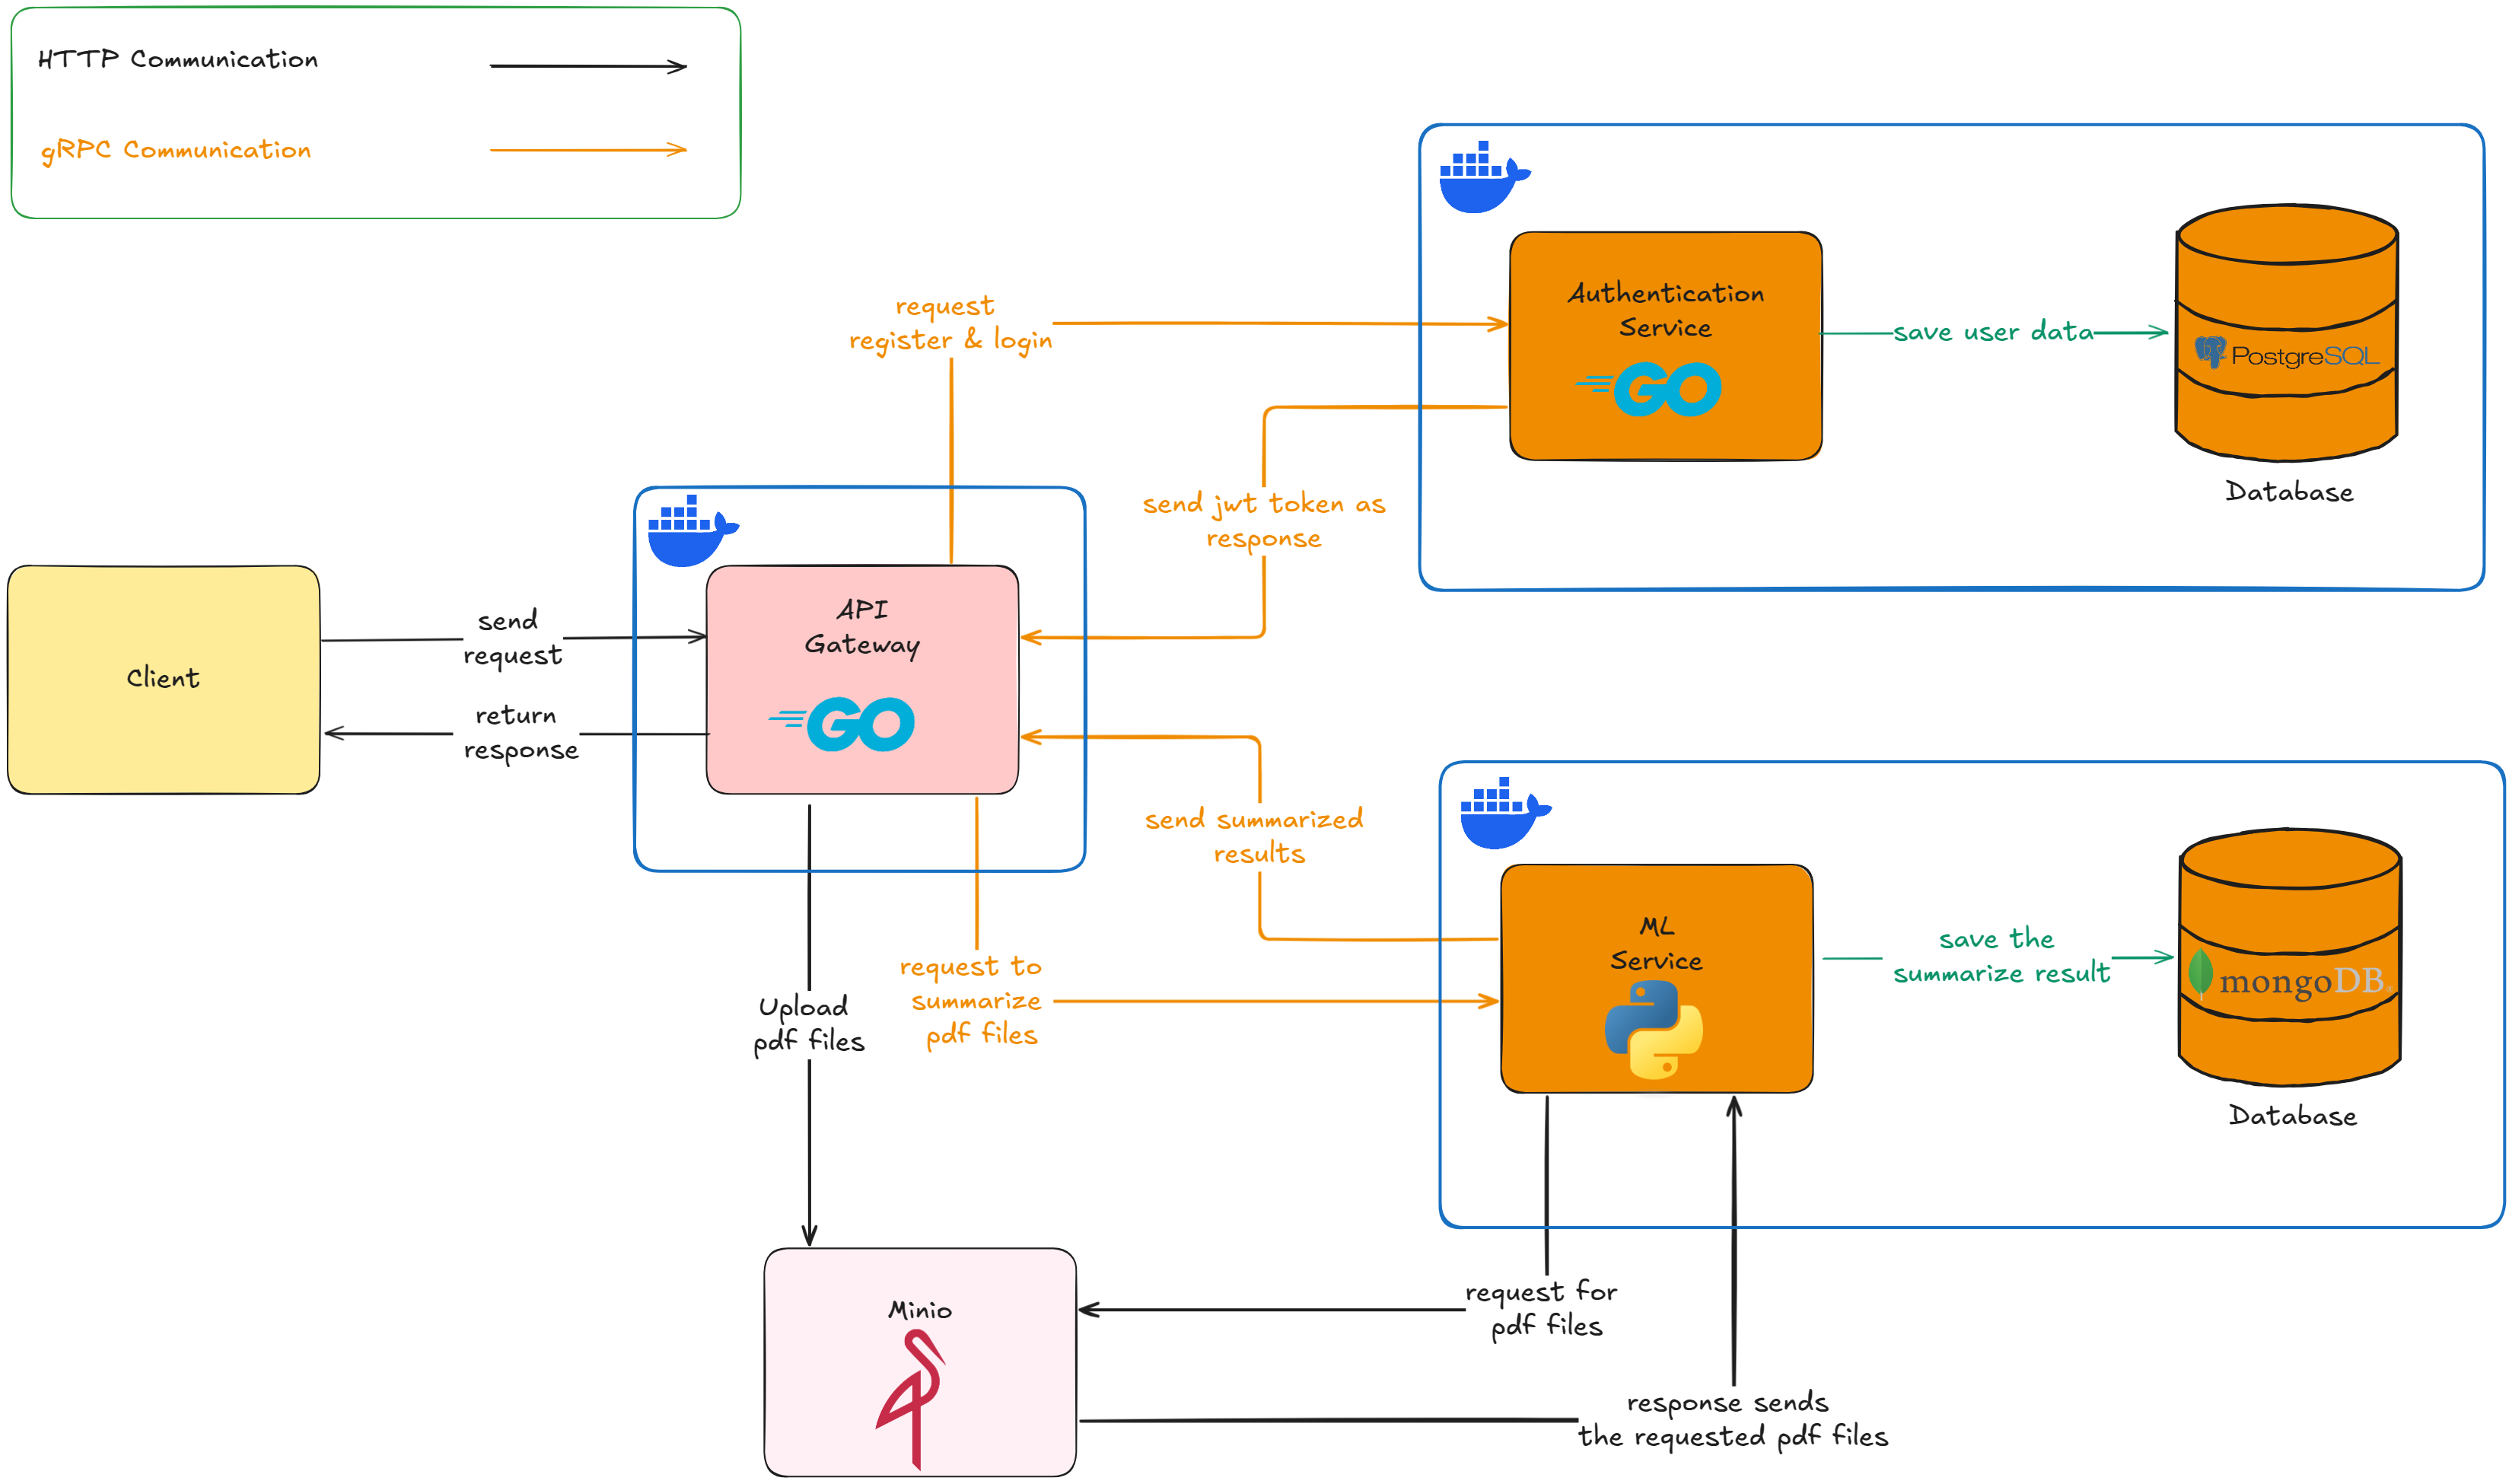 HTTP Communication
gRPC Communication
request
register & login
Authentication
Service
GO
save user data
PostgreSQL
Database
send jwt token as
response
Client
send
request
return
response
API
Gateway
GO
send summarized
results
request to
summarize
pdf files
Upload
pdf files
ML
Service
save the
summarize result
mongoDB®
Database
Minio
request for
pdf files
response sends
the requested pdf files